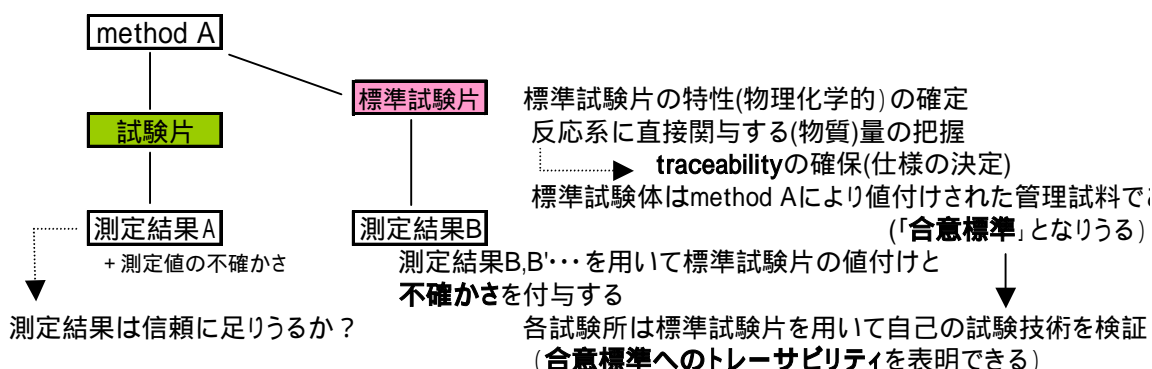 method A
標準試験片
標準試験片の特性(物理化学的)の確定
試験片
反応系に直接関与する(物質)量の把握
traceabilityの確保(仕様の決定)
標準試験体はmethod Aにより値付けされた管理試料で
測定結果A
測定結果B
(「合意標準」となりうる)
+ 測定値の不確かさ
測定結果B,B'･･･を用いて標準試験片の値付けと
不確かさを付与する
測定結果は信頼に足りうるか？
各試験所は標準試験片を用いて自己の試験技術を検証
(合意標準へのトレーサビリティを表明できる)